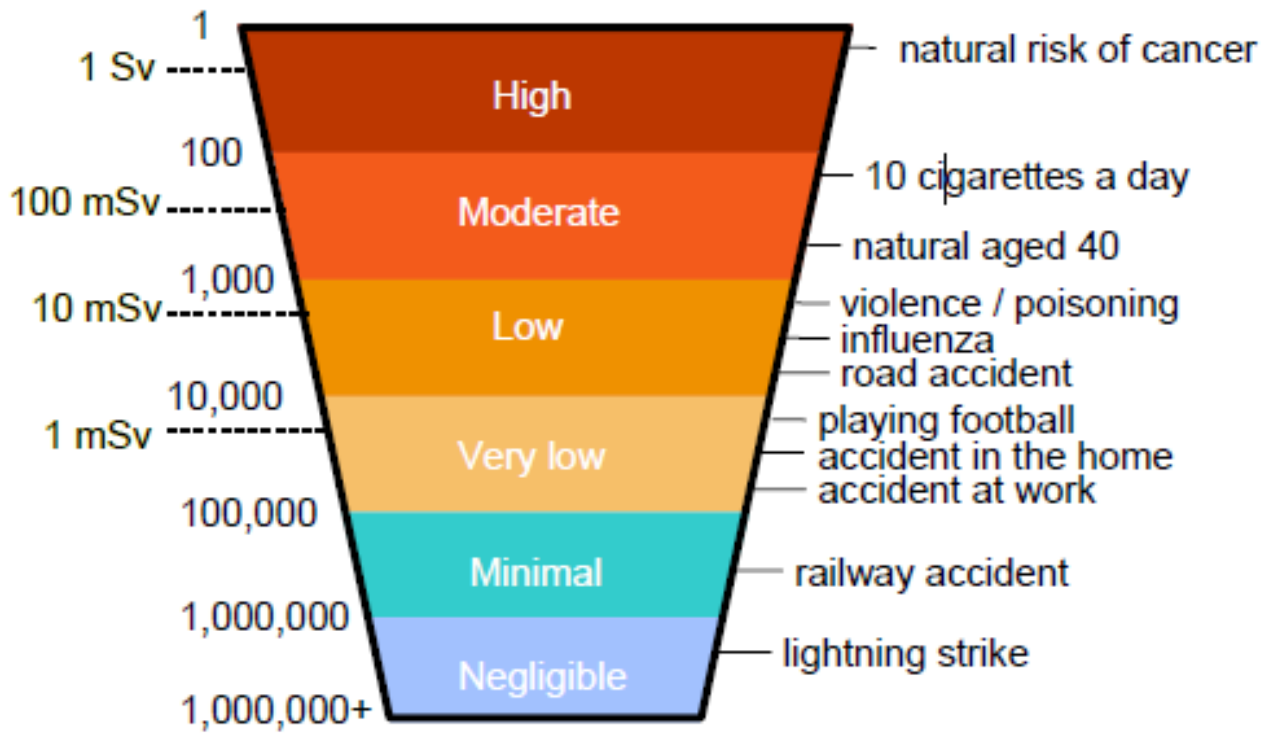 1
natural risk of cancer
1 Sv
High
100
10 cigarettes a day
100 mSv
Moderate
natural aged 40
1,000
violence / poisoning
10 mSv
Low
influenza
road accident
10,000
playing football
1 mSv
Very low
accident in the home
accident at work
100,000
Minimal
railway accident
1,000,000
lightning strike
Negligible
1,000,000+